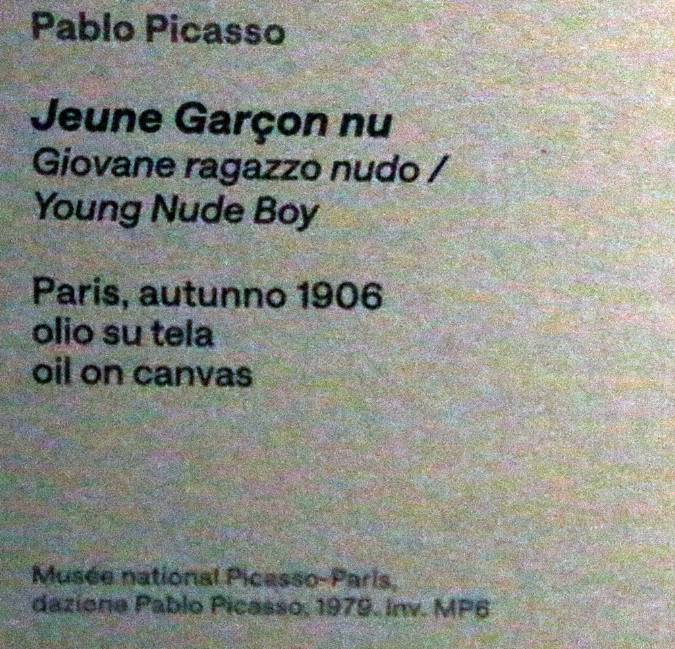 Pablo Picasso
Jeune Garçon nu
Giovane ragazzo nudo /
Young Nude Boy
Paris, autunno 1906
olio su tela
oil on canvas
Musée national Picasso-Paris,
dazione Pablo Picasso, 1979. Inv. MP6